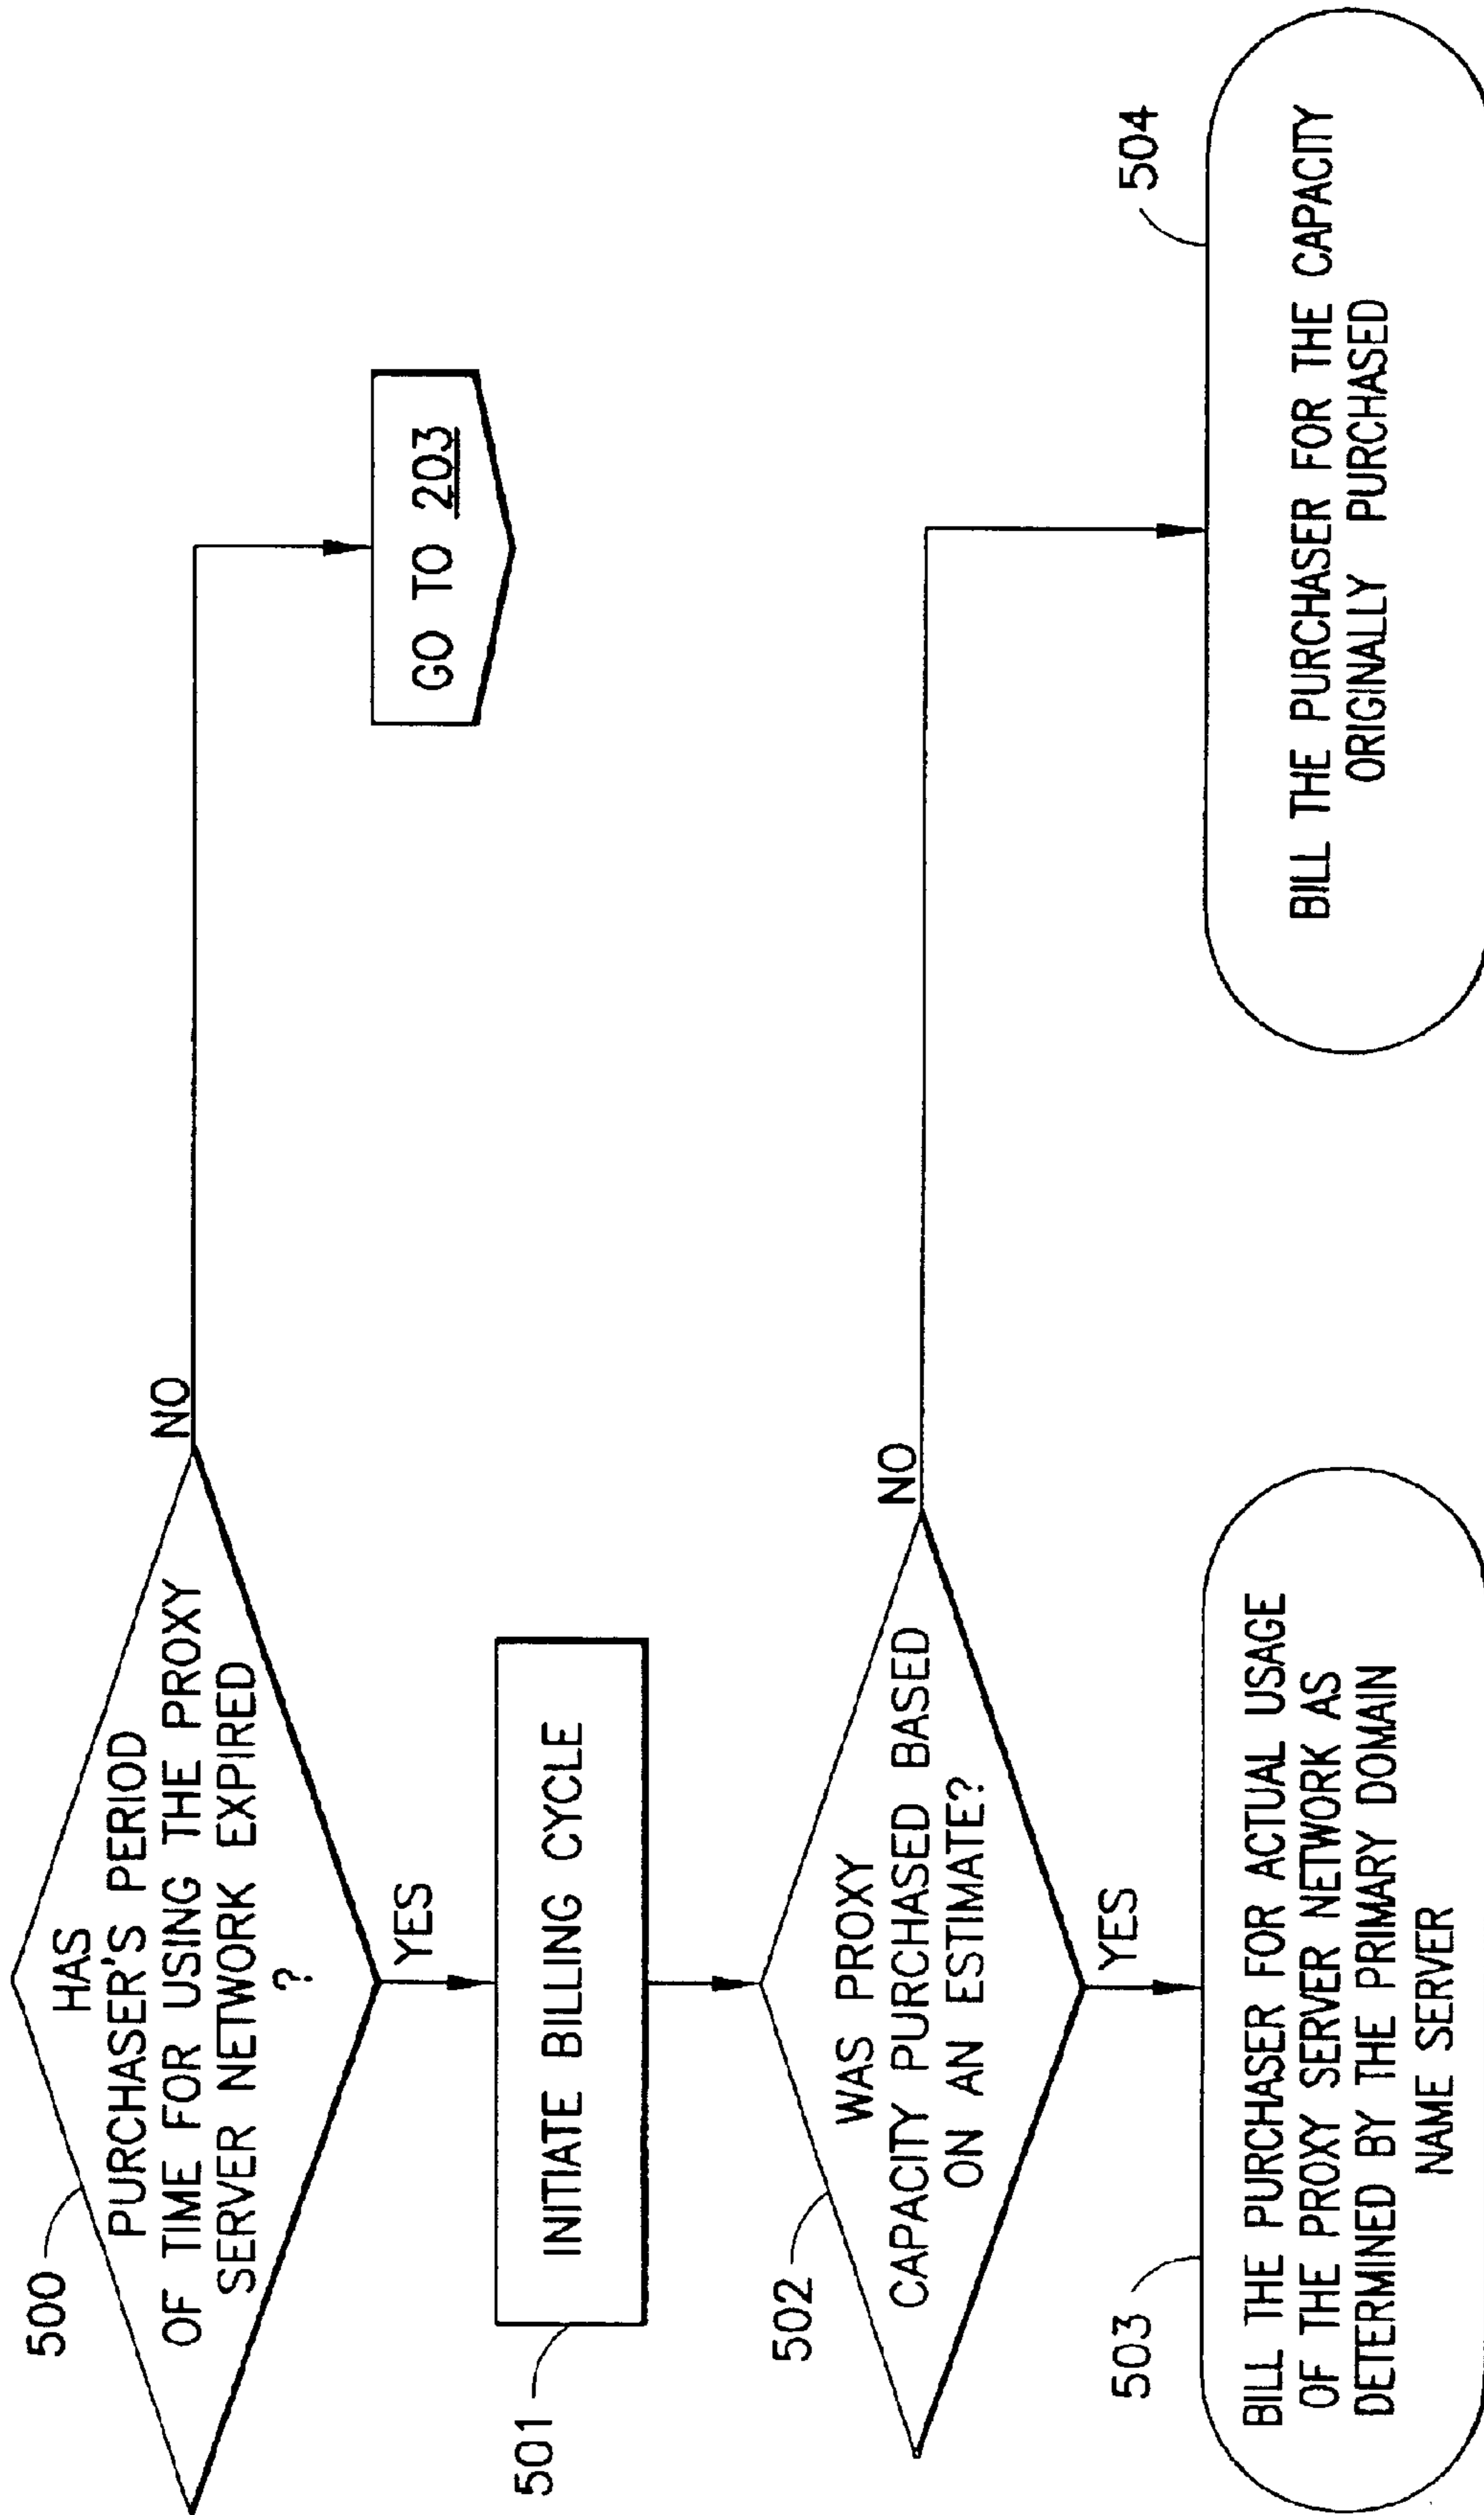 500
HAS
PURCHASER'S PERIOD
OF TIME FOR USING THE PROXY
SERVER NETWORK EXPIRED
?
NO
YES
GO TO 203
501
INITIATE BILLING CYCLE
502
WAS PROXY
CAPACITY PURCHASED BASED
ON AN ESTIMATE?
NO
YES
503
BILL THE PURCHASER FOR ACTUAL USAGE
OF THE PROXY SERVER NETWORK AS
DETERMINED BY THE PRIMARY DOMAIN
NAME SERVER
504
BILL THE PURCHASER FOR THE CAPACITY
ORIGINALLY PURCHASED